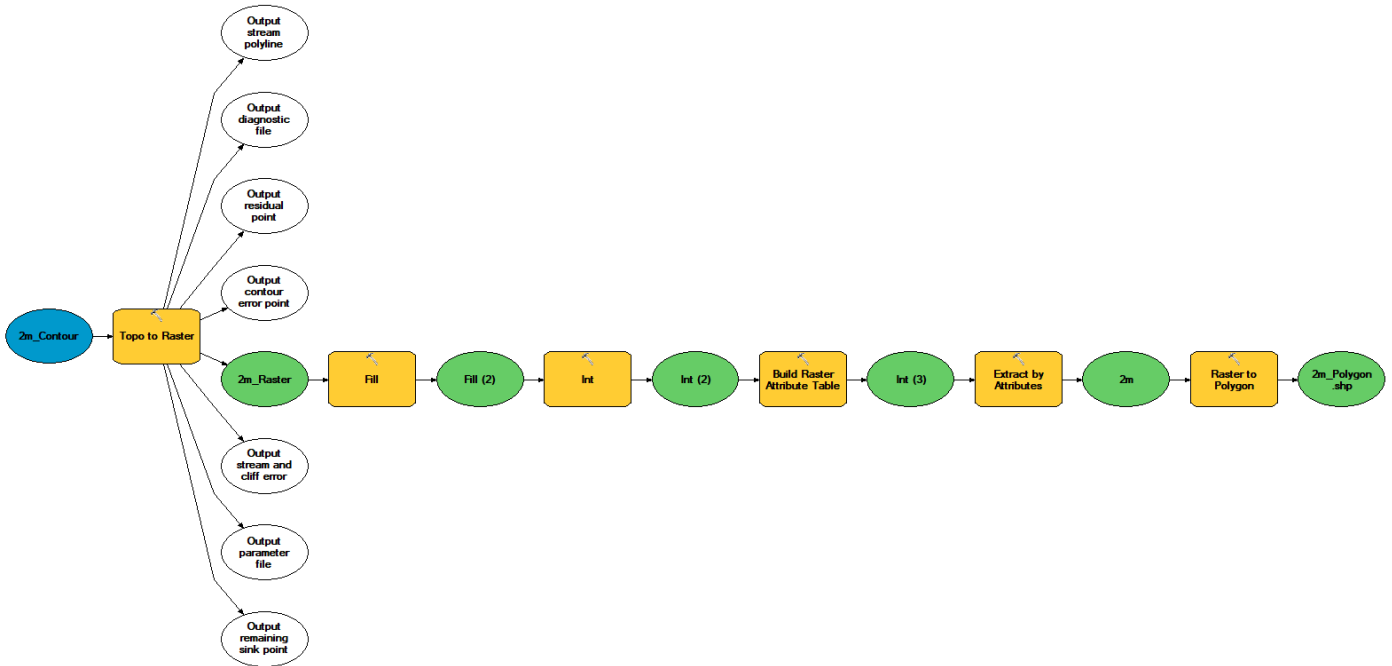 Output
stream
polyline
Output
diagnostic
file
Output
residual
point
Output
contour
error point
2m_Contour
Topo to Raster
2m_Raster
Fill
Fill (2)
Int
Int (2)
Build Raster
Attribute Table
Int (3)
Extract by
Attributes
2m
Raster to
Polygon
2m_Polygon
.shp
Output
stream and
cliff error
Output
parameter
file
Output
remaining
sink point